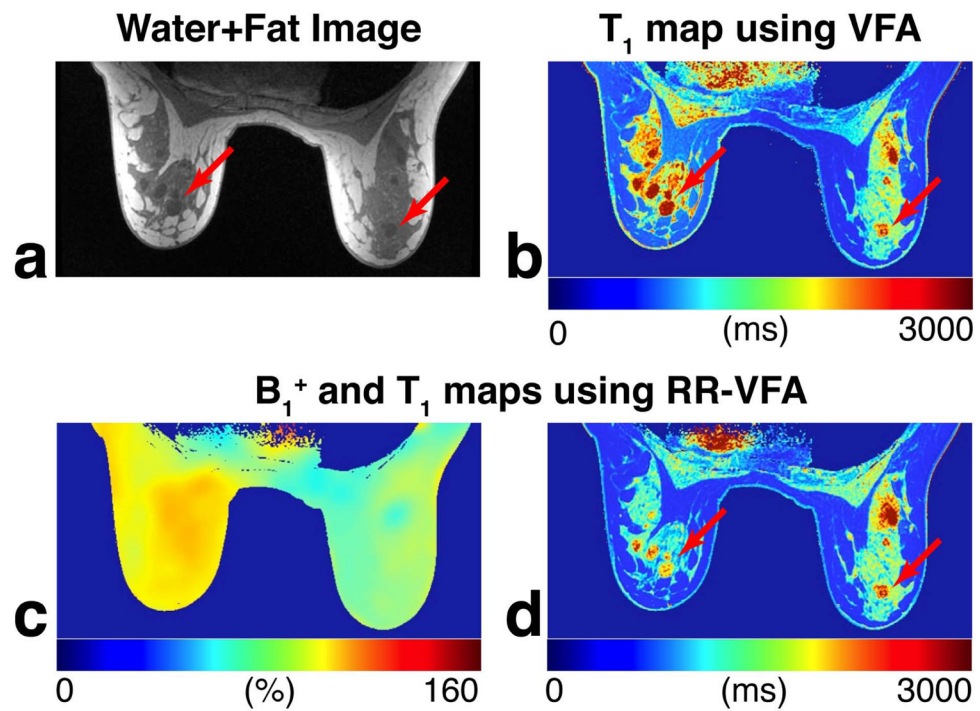 Water+Fat Image
T₁ map using VFA
a
b
0 (ms) 3000
B₁⁺ and T₁ maps using RR-VFA
c
d
0 (%) 160
0 (ms) 3000